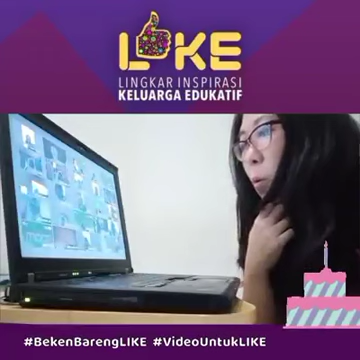 LIKE
LINGKAR INSPIRASI
KELUARGA EDUKATIF
#BekenBarengLIKE #VideoUntukLIKE